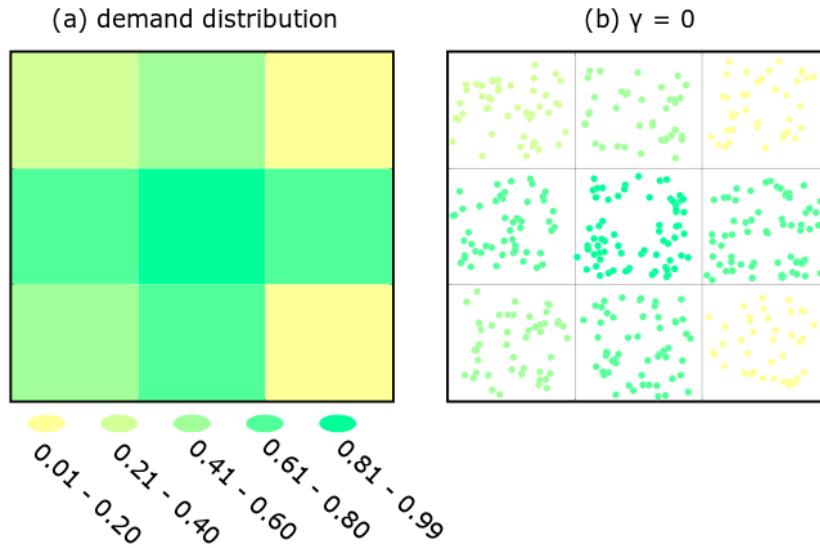 (a) demand distribution
(b) γ = 0
0.01 - 0.20
0.21 - 0.40
0.41 - 0.60
0.61 - 0.80
0.81 - 0.99